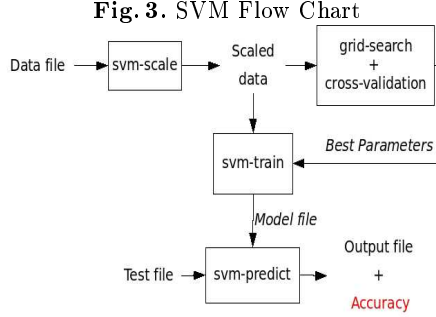 Fig. 3. SVM Flow Chart
Data file
svm-scale
Scaled
data
grid-search
+
cross-validation
Best Parameters
svm-train
Model file
Test file
svm-predict
Output file
+
Accuracy